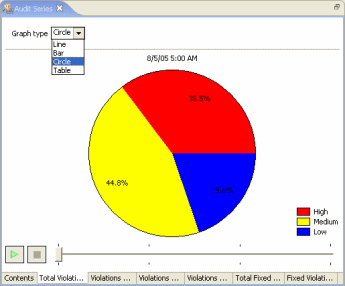 Audit Series
Graph type Circle
Line
Bar
Circle
Table
8/5/05 5:00 AM
35.5%
44.8%
19.6%
High
Medium
Low
Contents Total Violati... Violations ... Violations ... Violations ... Total Fixed ... Fixed Violati...